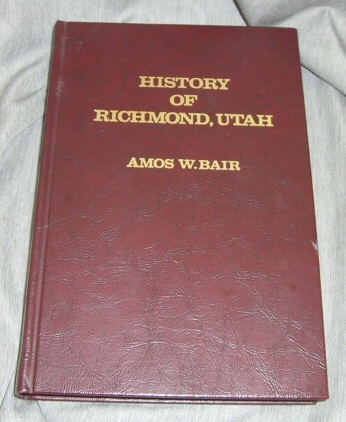 HISTORY
OF
RICHMOND, UTAH
AMOS W. BAIR